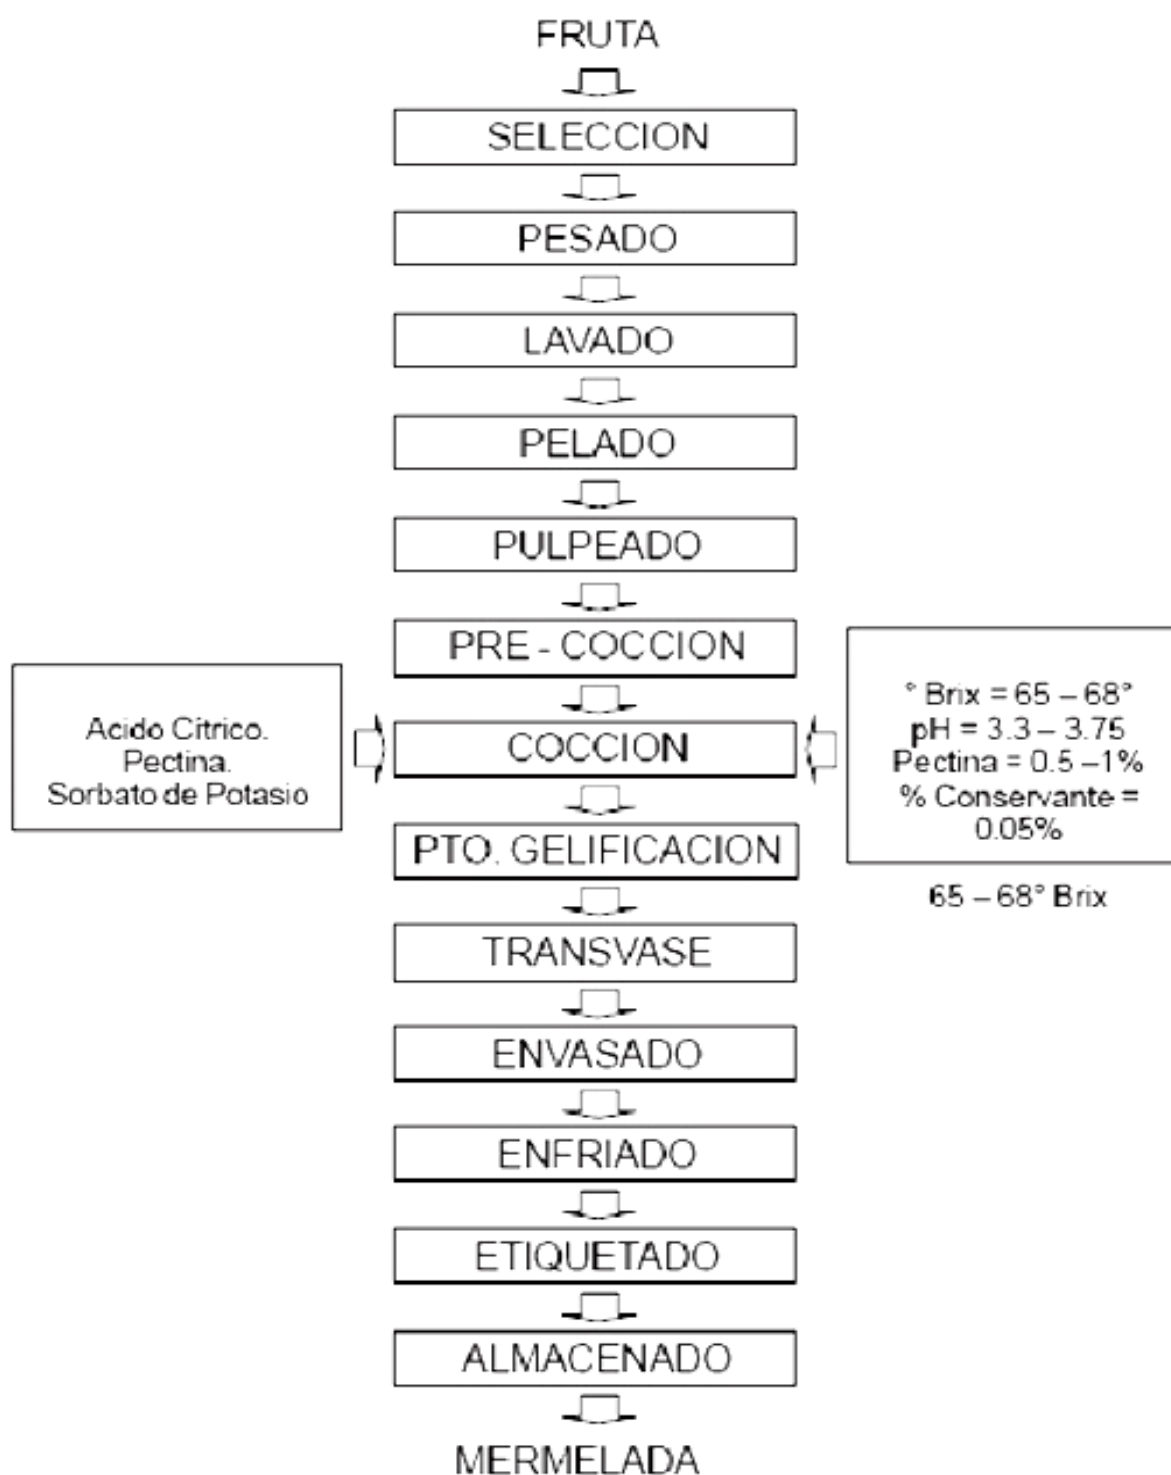 FRUTA
SELECCION
PESADO
LAVADO
PELADO
PULPEADO
PRE - COCCION
Acido Cítrico.
Pectina.
Sorbato de Potasio
COCCION
° Brix = 65 – 68°
pH = 3.3 – 3.75
Pectina = 0.5 –1%
% Conservante =
0.05%
PTO. GELIFICACION
65 – 68° Brix
TRANSVASE
ENVASADO
ENFRIADO
ETIQUETADO
ALMACENADO
MERMELADA